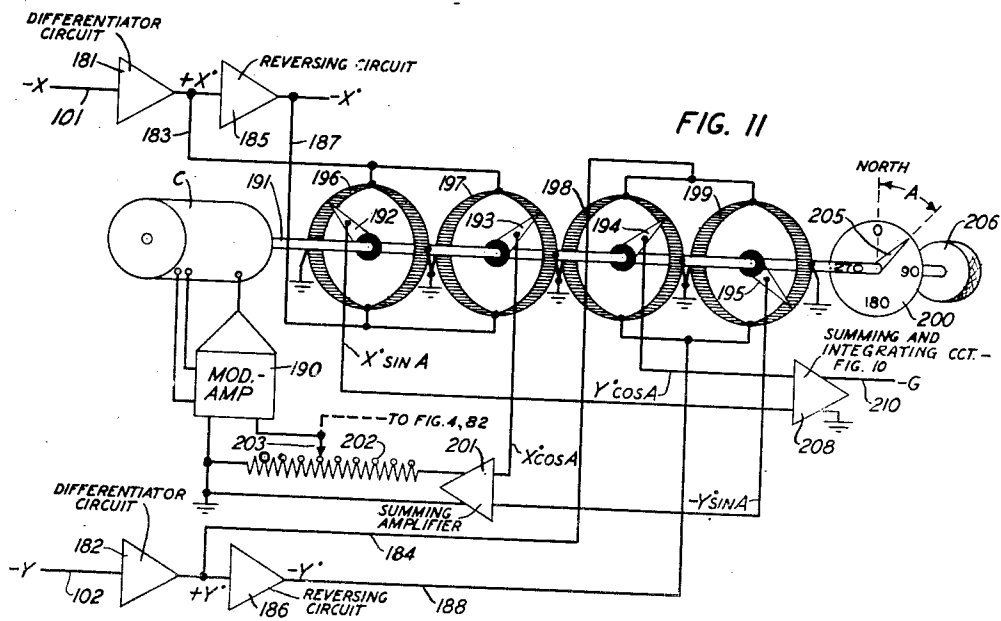 DIFFERENTIATOR
CIRCUIT
181
-X
101
+X°
183
REVERSING CIRCUIT
185
-X°
187
FIG. 11
C
191
196
192
197
193
198
194
199
195
NORTH
A
205
0
90
180
270
206
200
X° SIN A
MOD.-
AMP
190
TO FIG. 4, 82
203
202
201
X°COSA
SUMMING
AMPLIFIER
Y°COSA
-Y°SINA
SUMMING AND
INTEGRATING CCT.-
FIG. 10
-G
210
208
DIFFERENTIATOR
CIRCUIT
182
-Y
102
+Y°
184
-Y°
186
REVERSING
CIRCUIT
188